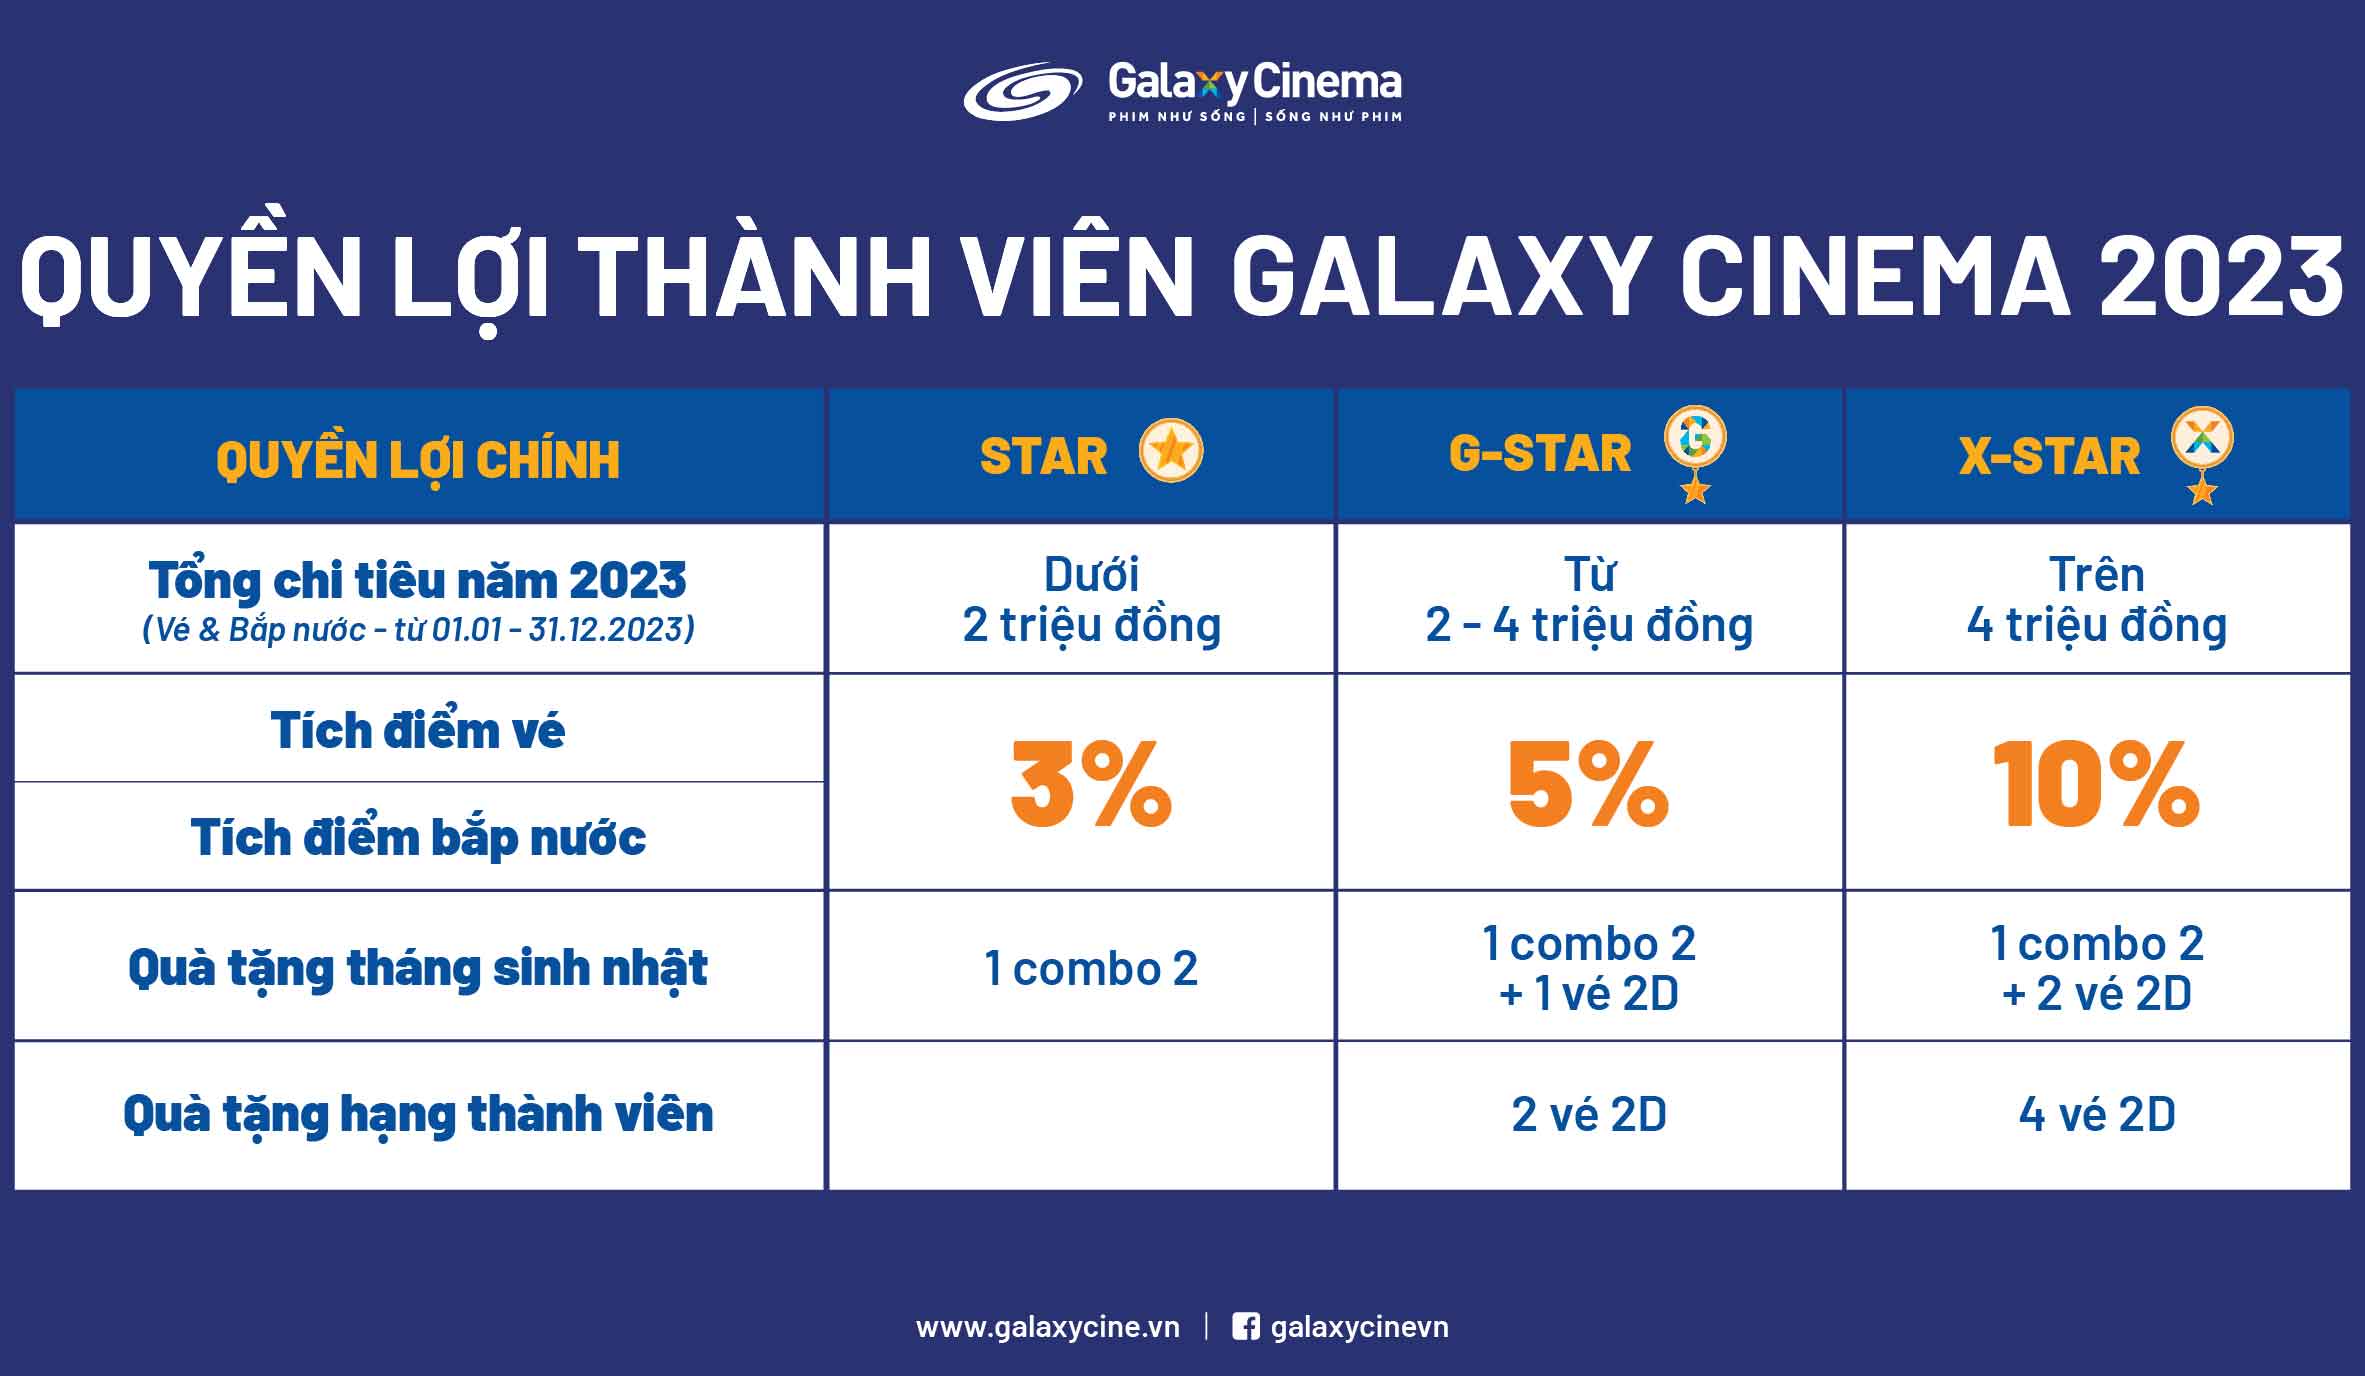 Galaxy Cinema
PHIM NHƯ SỐNG | SỐNG NHƯ PHIM
QUYỀN LỢI THÀNH VIÊN GALAXY CINEMA 2023
QUYỀN LỢI CHÍNH
STAR
G-STAR
X-STAR
Tổng chi tiêu năm 2023
(Vé & Bắp nước - từ 01.01 - 31.12.2023)
Dưới
2 triệu đồng
Từ
2 - 4 triệu đồng
Trên
4 triệu đồng
Tích điểm vé
Tích điểm bắp nước
3%
5%
10%
Quà tặng tháng sinh nhật
1 combo 2
1 combo 2
+ 1 vé 2D
1 combo 2
+ 2 vé 2D
Quà tặng hạng thành viên
2 vé 2D
4 vé 2D
www.galaxycine.vn | galaxycinevn